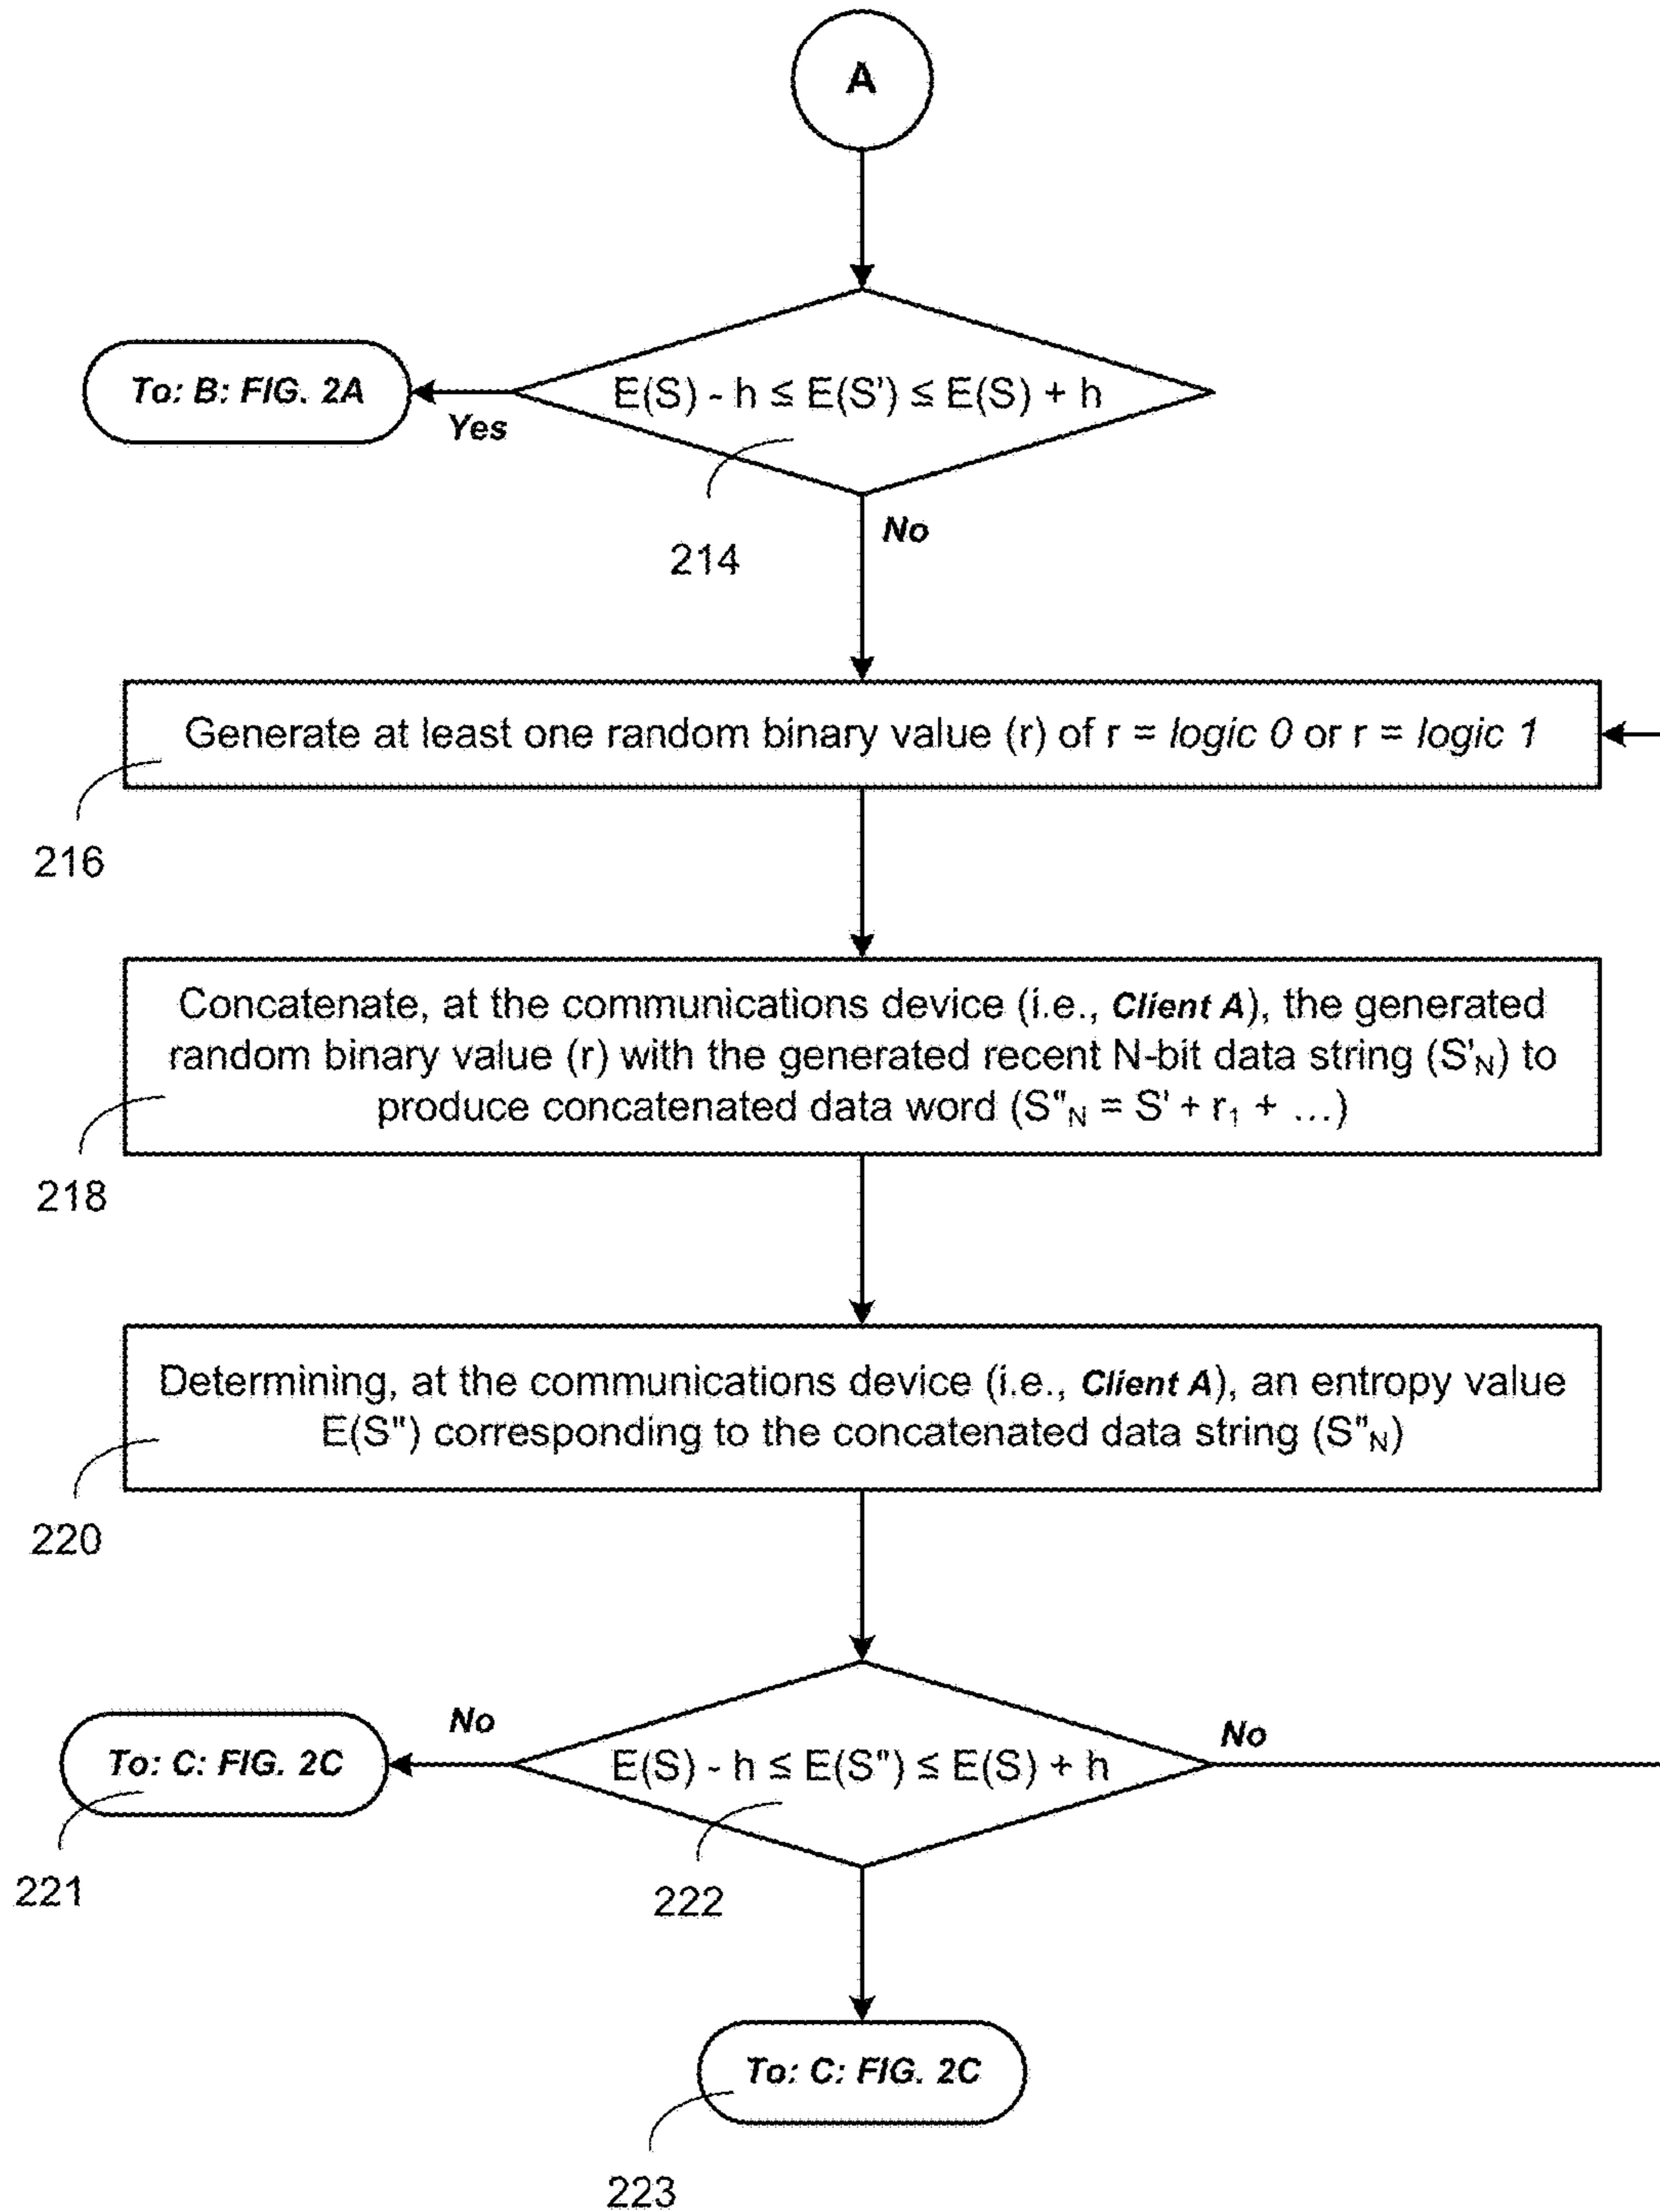 A
E(S) - h ≤ E(S') ≤ E(S) + h
To: B: FIG. 2A
Yes
No
214
Generate at least one random binary value (r) of r = logic 0 or r = logic 1
216
Concatenate, at the communications device (i.e., Client A), the generated
random binary value (r) with the generated recent N-bit data string (S'N) to
produce concatenated data word (S"N = S' + r1 + …)
218
Determining, at the communications device (i.e., Client A), an entropy value
E(S") corresponding to the concatenated data string (S"N)
220
No
No
To: C: FIG. 2C
E(S) - h ≤ E(S") ≤ E(S) + h
221
222
To: C: FIG. 2C
223